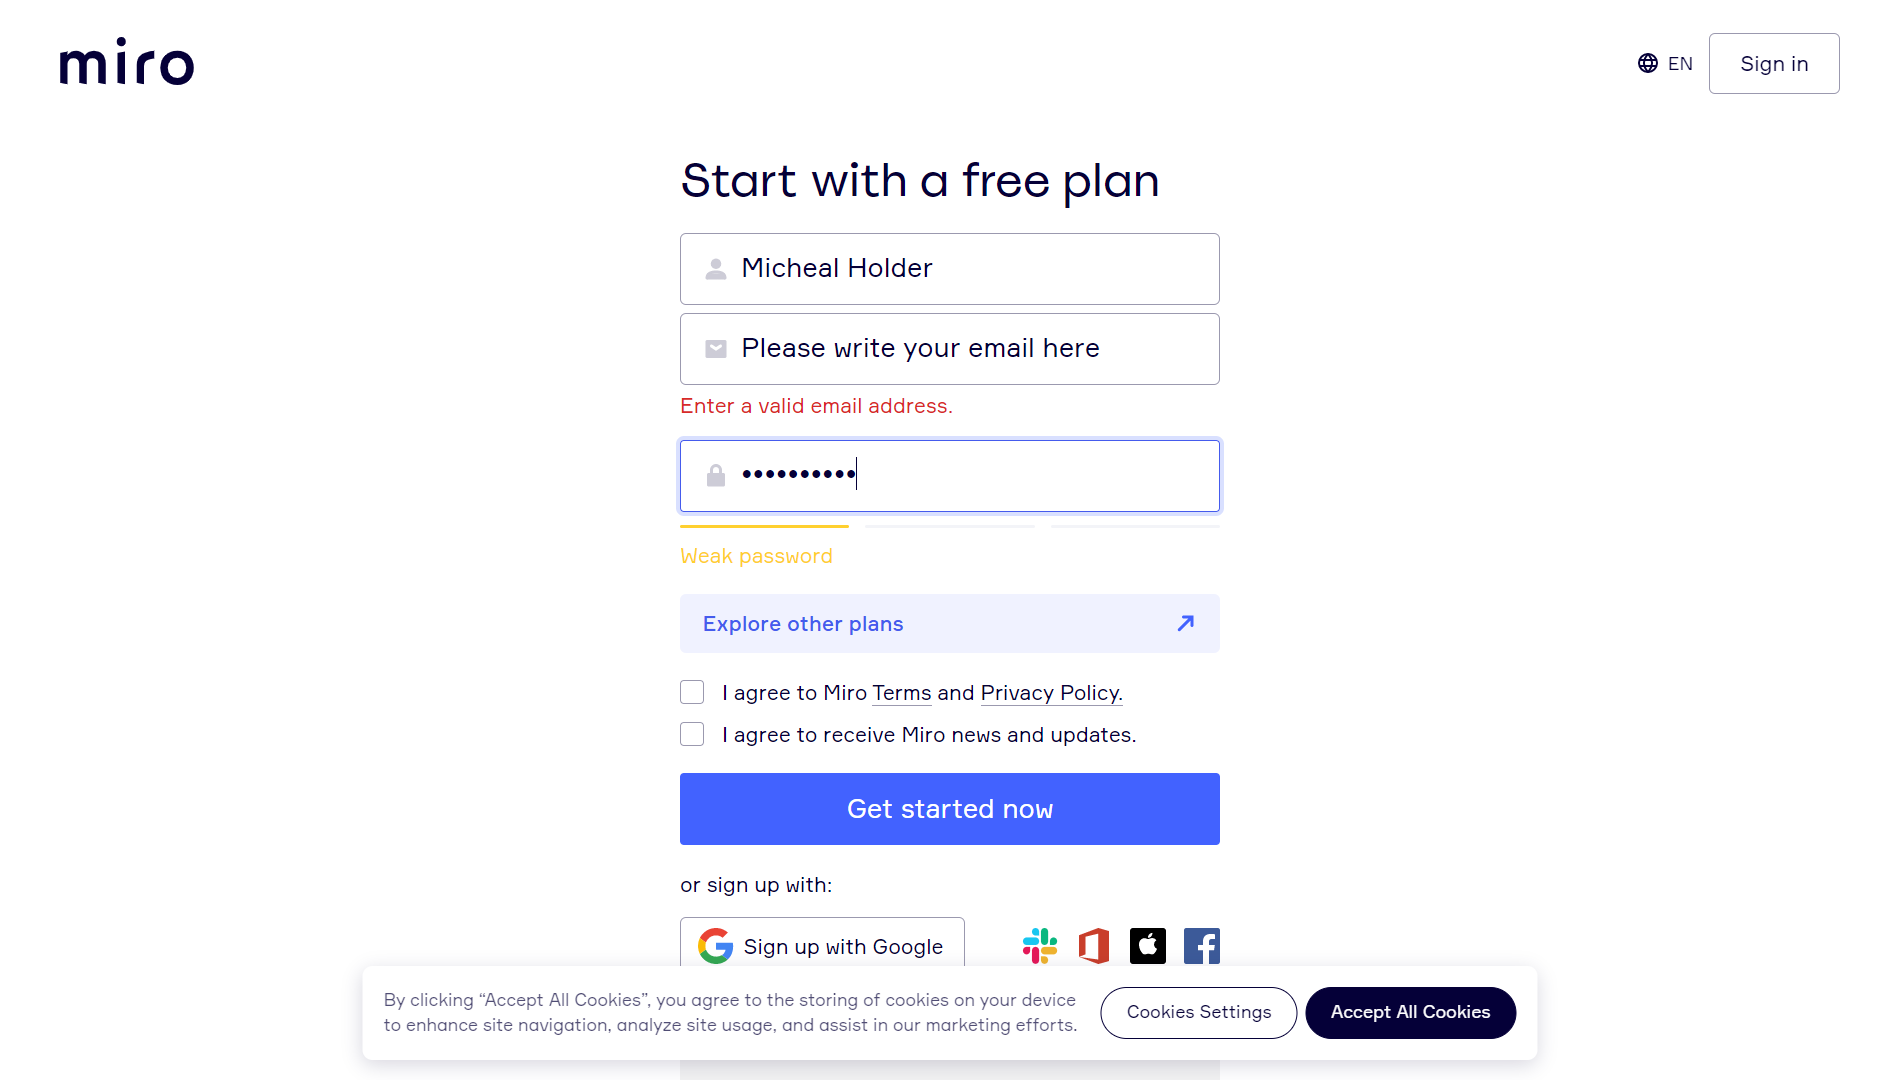 miro
EN
Sign in
Start with a free plan
Micheal Holder
Please write your email here
Enter a valid email address.
••••••••••
Weak password
Explore other plans
I agree to Miro Terms and Privacy Policy.
I agree to receive Miro news and updates.
Get started now
or sign up with:
Sign up with Google
By clicking “Accept All Cookies”, you agree to the storing of cookies on your device
to enhance site navigation, analyze site usage, and assist in our marketing efforts.
Cookies Settings
Accept All Cookies